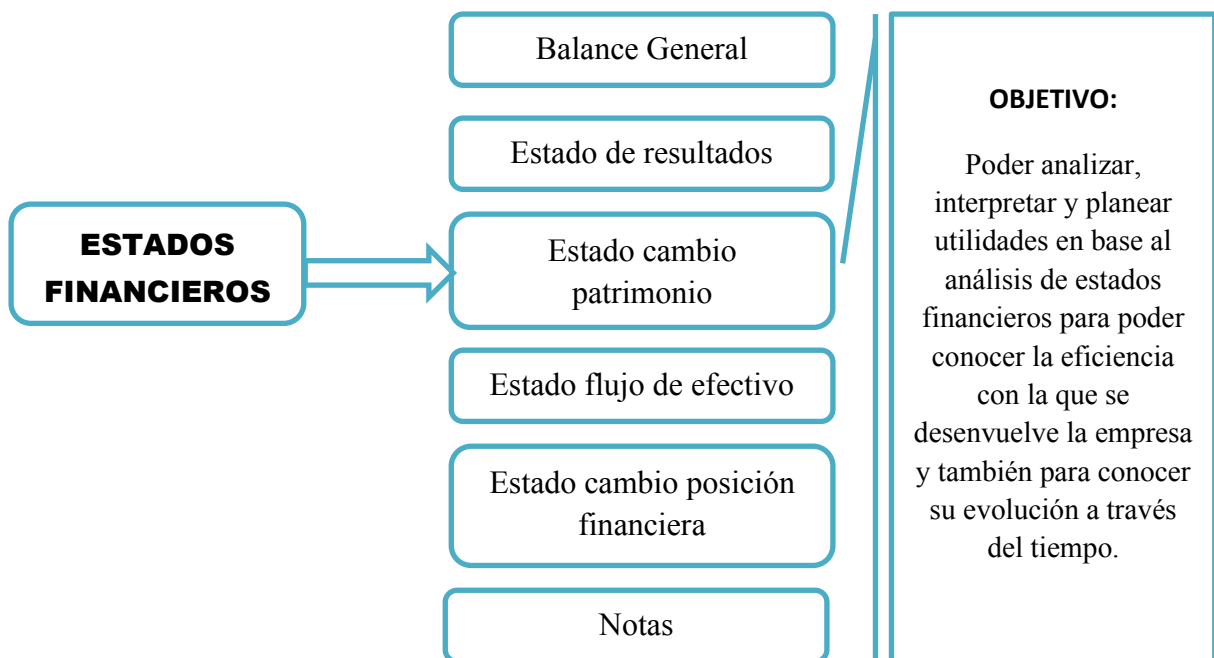 ESTADOS
FINANCIEROS
Balance General
Estado de resultados
Estado cambio
patrimonio
Estado flujo de efectivo
Estado cambio posición
financiera
Notas
OBJETIVO:
Poder analizar,
interpretar y planear
utilidades en base al
análisis de estados
financieros para poder
conocer la eficiencia
con la que se
desenvuelve la empresa
y también para conocer
su evolución a través
del tiempo.